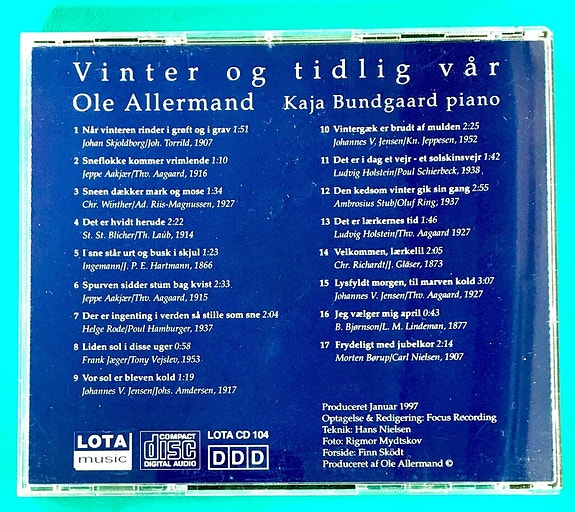 Vinter og tidlig vår
Ole Allermand Kaja Bundgaard piano
1 Når vinteren rinder i grøft og i grav 1:51
Johan Skjoldborg/Joh. Torrild, 1907
2 Sneflokke kommer vrimlende 1:10
Jeppe Aakjær/Thv. Aagaard, 1916
3 Sneen dækker mark og mose 1:34
Chr. Winther/Ad. Riis-Magnussen, 1927
4 Det er hvidt herude 2:22
St. St. Blicher/Th. Laub, 1914
5 I sne står urt og busk i skjul 1:23
Ingemann/J. P. E. Hartmann, 1866
6 Spurven sidder stum bag kvist 2:33
Jeppe Aakjær/Thv. Aagaard, 1915
7 Der er ingenting i verden så stille som sne 2:04
Helge Rode/Poul Hamburger, 1937
8 Liden sol i disse uger 0:58
Frank Jæger/Tony Vejslev, 1953
9 Vor sol er bleven kold 1:19
Johannes V. Jensen/Johs. Amdersen, 1917
10 Vintergæk er brudt af mulden 2:25
Johannes V. Jensen/Kn. Jeppesen, 1952
11 Det er i dag et vejr - et solskinsvejr 1:42
Ludvig Holstein/Poul Schierbeck, 1938
12 Den kedsom vinter gik sin gang 2:55
Ambrosius Stub/Oluf Ring, 1937
13 Det er lærkernes tid 1:46
Ludvig Holstein/Thv. Aagaard 1927
14 Velkommen, lærkelil 2:05
Chr. Richardt/J. Gläser, 1873
15 Lysfyldt morgen, til marven kold 3:07
Johannes V. Jensen/Thv. Aagaard, 1927
16 Jeg vælger mig april 0:43
B. Bjørnson/L. M. Lindeman, 1877
17 Frydeligt med jubelkor 2:14
Morten Børup/Carl Nielsen, 1907
LOTA
music
COMPACT
disc
DIGITAL AUDIO
LOTA CD 104
DDD
Produceret Januar 1997
Optagelse & Redigering: Focus Recording
Teknik: Hans Nielsen
Foto: Rigmor Mydtskov
Forside: Finn Sködt
Produceret af Ole Allermand ©